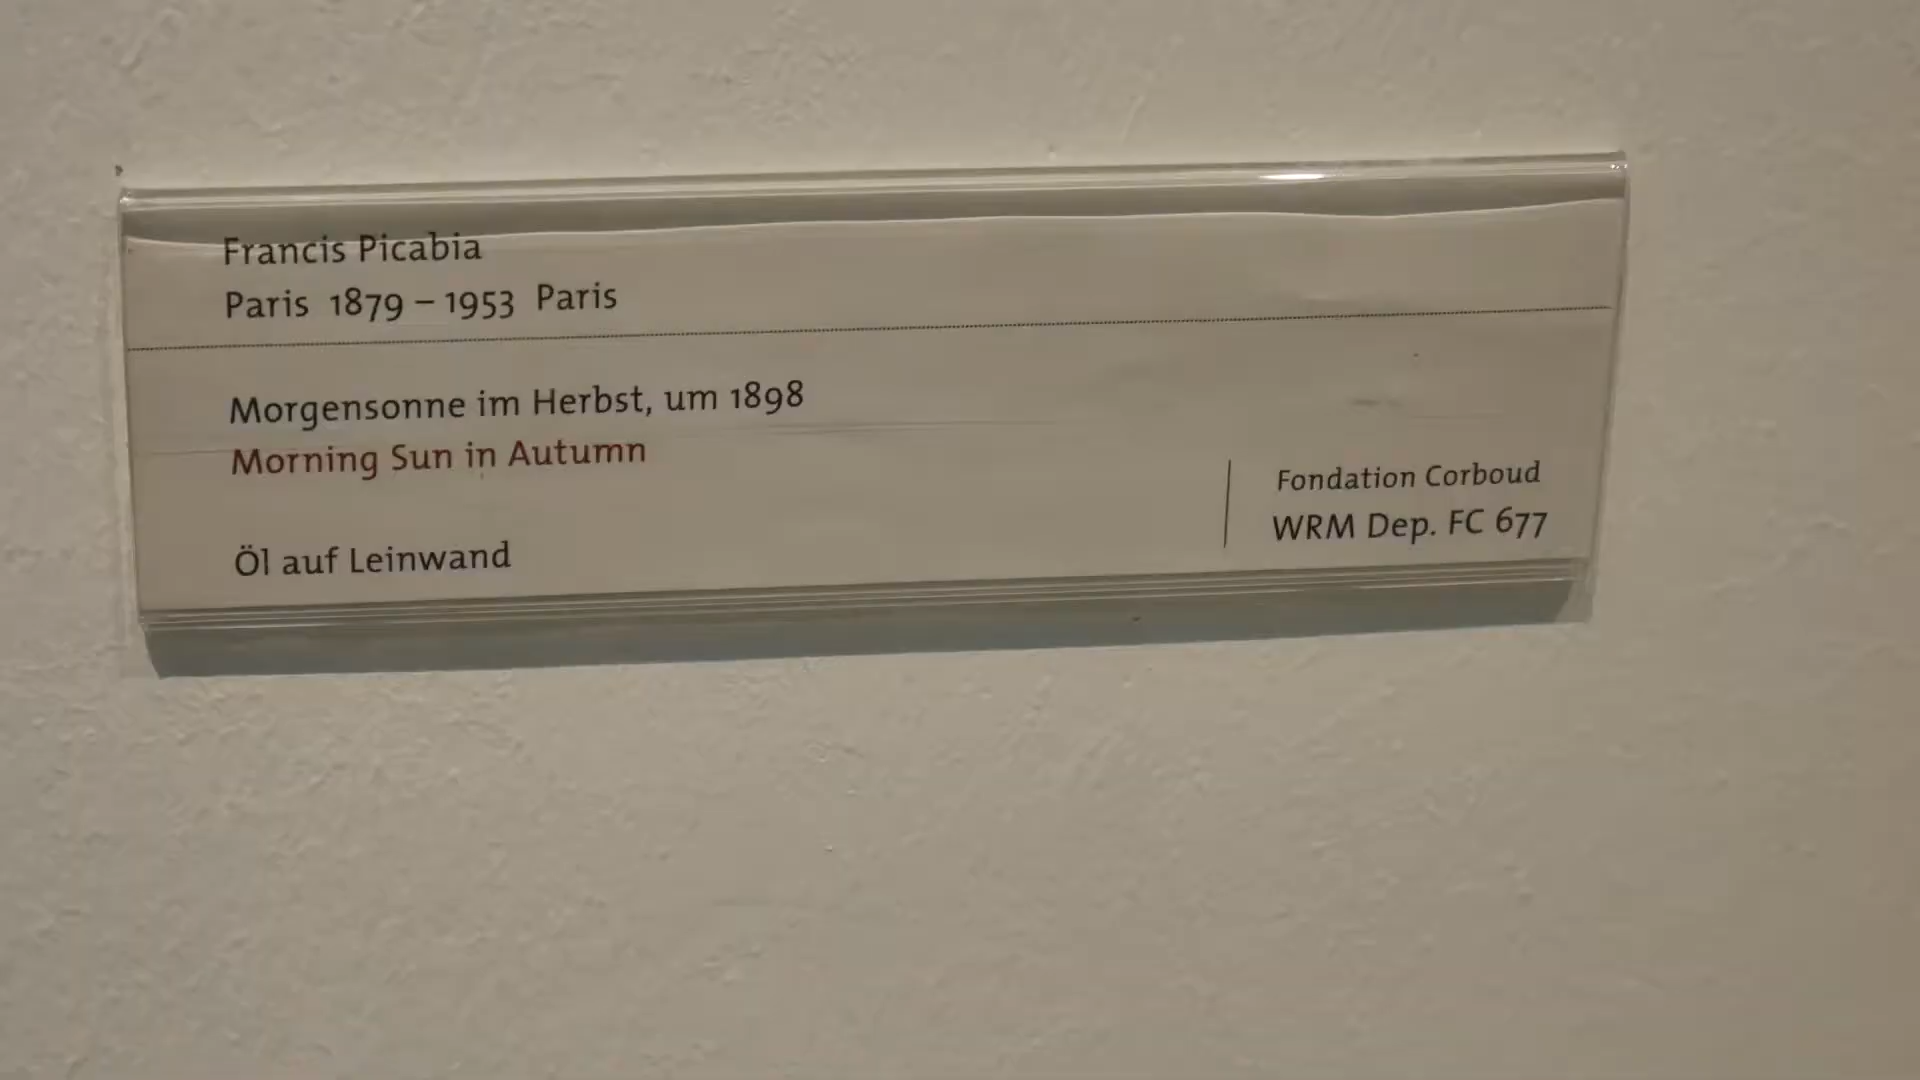 Francis Picabia
Paris 1879 – 1953 Paris
Morgensonne im Herbst, um 1898
Morning Sun in Autumn
Öl auf Leinwand
Fondation Corboud
WRM Dep. FC 677